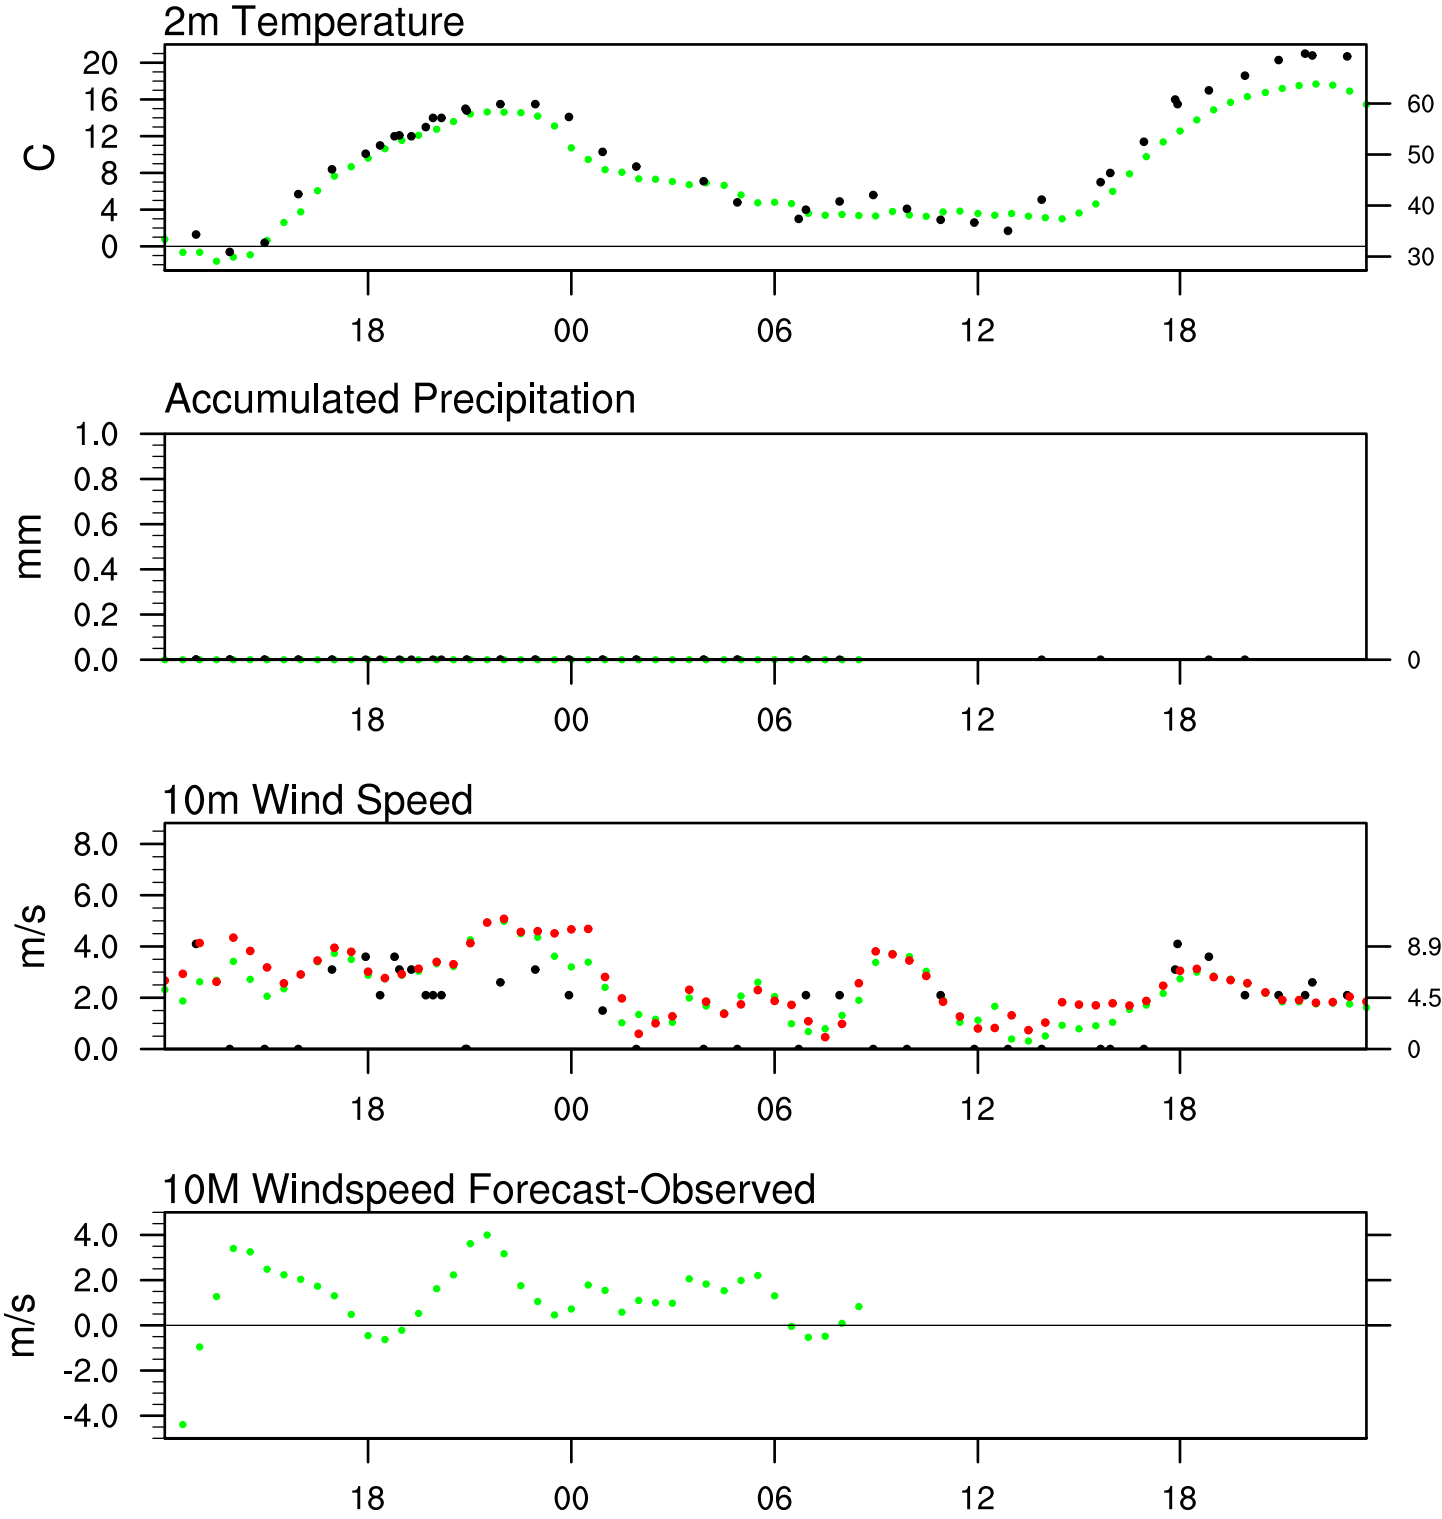 2m Temperature
20
16
12
8
4
0
C
60
50
40
30
18 00 06 12 18
Accumulated Precipitation
1.0
0.8
0.6
0.4
0.2
0.0
mm
0
18 00 06 12 18
10m Wind Speed
8.0
6.0
4.0
2.0
0.0
m/s
8.9
4.5
0
18 00 06 12 18
10M Windspeed Forecast-Observed
4.0
2.0
0.0
-2.0
-4.0
m/s
18 00 06 12 18